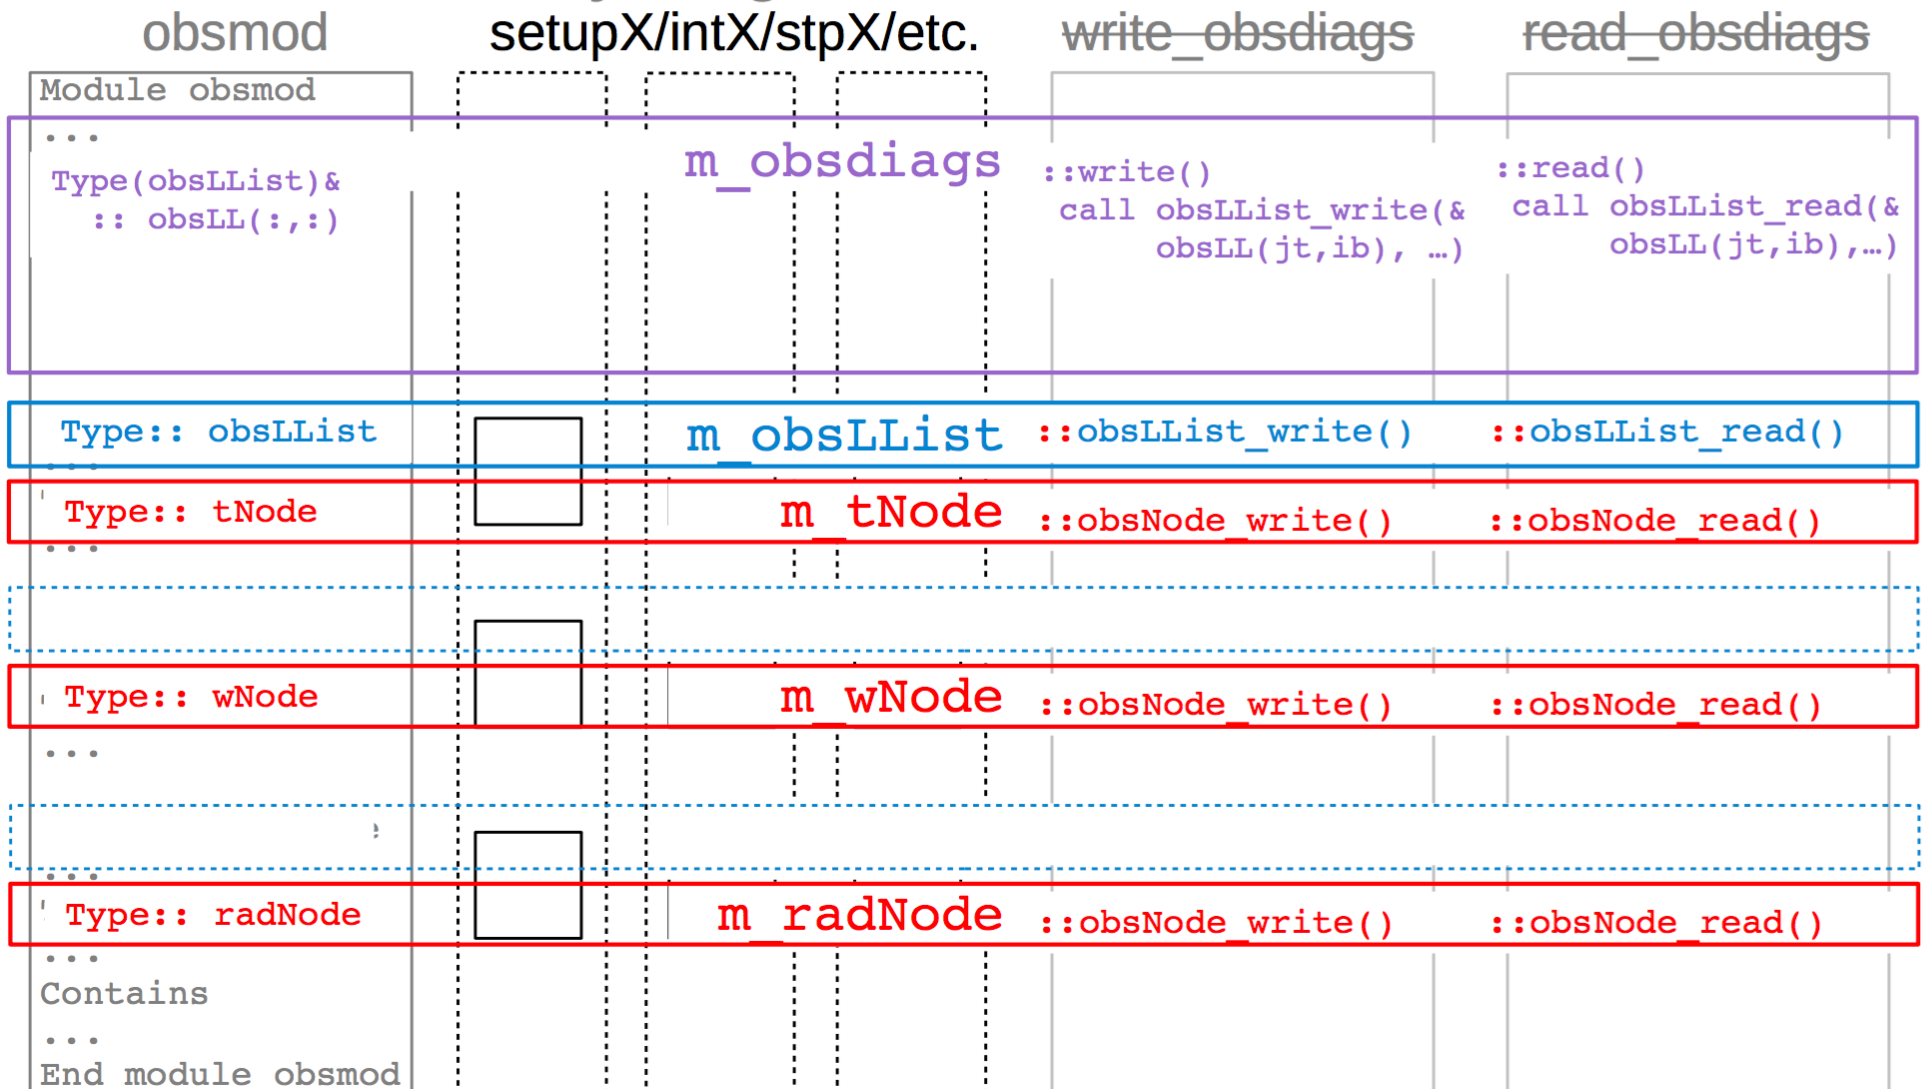 obsmod
setupX/intX/stpX/etc.
write_obsdiags
read_obsdiags
Module obsmod
...
Type(obsLList)&
:: obsLL(:,:)
m_obsdiags
::write()
call obsLList_write(&
obsLL(jt,ib), …)
::read()
call obsLList_read(&
obsLL(jt,ib),…)
Type:: obsLList
m_obsLList
::obsLList_write()
::obsLList_read()
...
Type:: tNode
m_tNode
::obsNode_write()
::obsNode_read()
...
Type:: wNode
m_wNode
::obsNode_write()
::obsNode_read()
...
...
Type:: radNode
m_radNode
::obsNode_write()
::obsNode_read()
...
Contains
...
End module obsmod